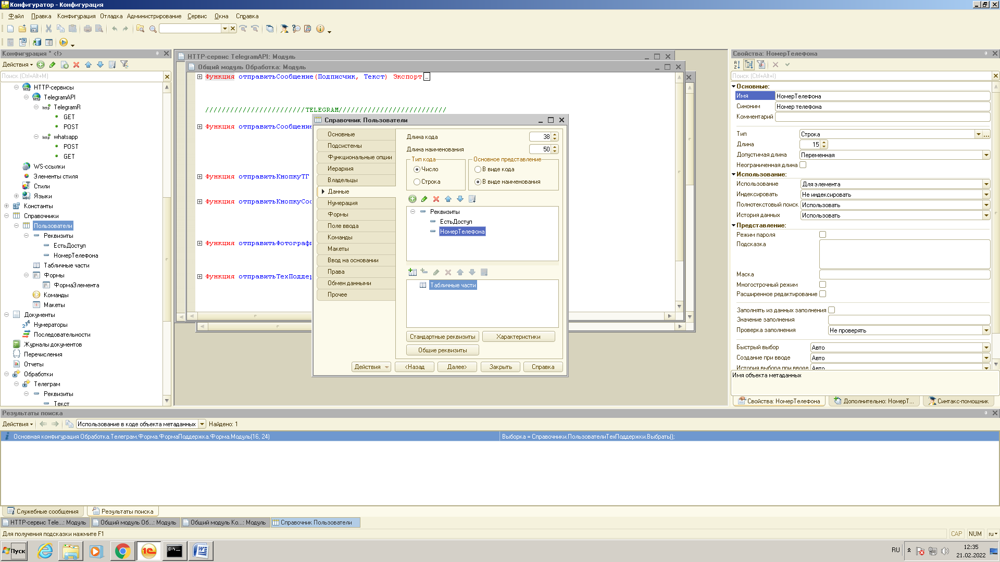 Конфигуратор - Конфигурация
Файл Правка Конфигурация Отладка Администрирование Сервис Окна Справка
Конфигурация * <!>
Действия
Поиск (Ctrl+Alt+M)
HTTP-сервисы
TelegramAPI
TelegramR
GET
POST
whatsapp
POST
GET
WS-ссылки
Элементы стиля
Стили
Языки
Константы
Справочники
Пользователи
Реквизиты
ЕстьДоступ
НомерТелефона
Табличные части
Формы
ФормаЭлемента
Команды
Макеты
Документы
Нумераторы
Последовательности
Журналы документов
Перечисления
Отчеты
Обработки
Телеграм
Реквизиты
Текст
HTTP-сервис TelegramAPI: Модуль
Общий модуль Обработка: Модуль
Функция отправитьСообщение(Подписчик, Текст) Экспорт...
////////////////////////TELEGRAM//////////////////////////
Функция отправитьСообщение
Функция отправитьКнопкуТГ
Функция отправитьКнопкуСоо
Функция отправитьФотографи
Функция отправитьТехПоддер
Справочник Пользователи
Основные
Подсистемы
Функциональные опции
Иерархия
Владельцы
Данные
Нумерация
Формы
Поле ввода
Команды
Макеты
Ввод на основании
Права
Обмен данными
Прочее
Длина кода 38
Длина наименования 50
Тип кода
Число
Строка
Основное представление
В виде кода
В виде наименования
Реквизиты
ЕстьДоступ
НомерТелефона
Табличные части
Стандартные реквизиты Характеристики
Общие реквизиты
Действия <Назад Далее> Закрыть Справка
Свойства: НомерТелефона
Поиск (Ctrl+Alt+I)
Основные:
Имя НомерТелефона
Синоним Номер телефона
Комментарий
Тип Строка
Длина 15
Допустимая длина Переменная
Неограниченная длина
Использование:
Использование Для элемента
Индексировать Не индексировать
Полнотекстовый поиск Использовать
История данных Использовать
Представление:
Режим пароля
Подсказка
Маска
Многострочный режим
Расширенное редактирование
Заполнять из данных заполнения
Значение заполнения
Проверка заполнения Не проверять
Быстрый выбор Авто
Создание при вводе Авто
История выбора при вводе Авто
Имя объекта метаданных
Свойства: НомерТелефона Дополнительно: НомерТ... Синтакс-помощник
Результаты поиска
Действия Использование в коде объекта метаданных Найдено: 1
Основная конфигурация Обработка.Телеграм.Форма.ФормаПоддержка.Форма.Модуль(16, 24) Выборка = Справочники.ПользователиТехПоддержки.Выбрать();
Служебные сообщения Результаты поиска
HTTP-сервис Теле...: Модуль Общий модуль Об...: Модуль Общий модуль Ко...: Модуль Справочник Пользователи
Для получения подсказки нажмите F1 CAP NUM ru
Пуск RU 12:35
21.02.2022